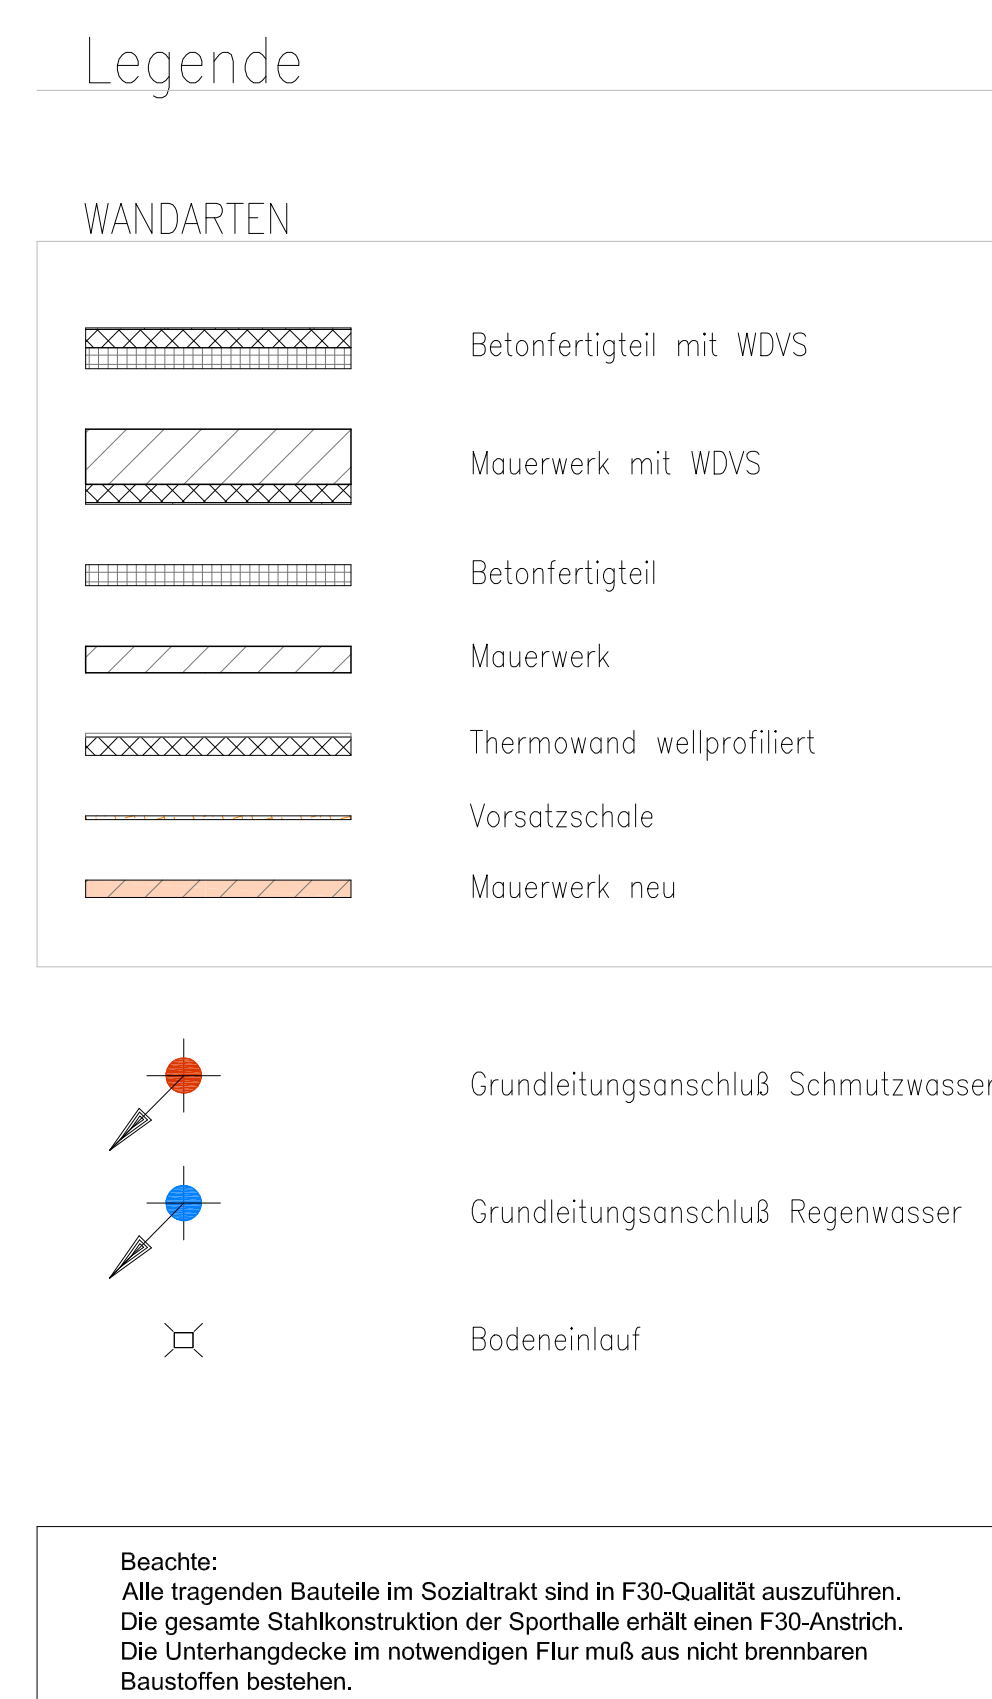 Legende
WANDARTEN
Betonfertigteil mit WDVS
Mauerwerk mit WDVS
Betonfertigteil
Mauerwerk
Thermowand wellprofiliert
Vorsatzschale
Mauerwerk neu
Grundleitungsanschluß Schmutzwasser
Grundleitungsanschluß Regenwasser
Bodeneinlauf
Beachte:
Alle tragenden Bauteile im Sozialtrakt sind in F30-Qualität auszuführen.
Die gesamte Stahlkonstruktion der Sporthalle erhält einen F30-Anstrich.
Die Unterhangdecke im notwendigen Flur muß aus nicht brennbaren
Baustoffen bestehen.